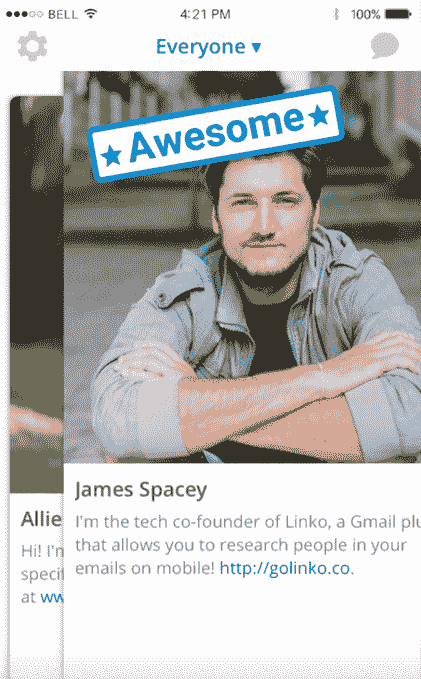 BELL 4:21 PM 100%
Everyone ▾
★Awesome★
James Spacey
I'm the tech co-founder of Linko, a Gmail plu
that allows you to research people in your
emails on mobile! http://golinko.co.
Allie
Hi! I'm
specif
at ww